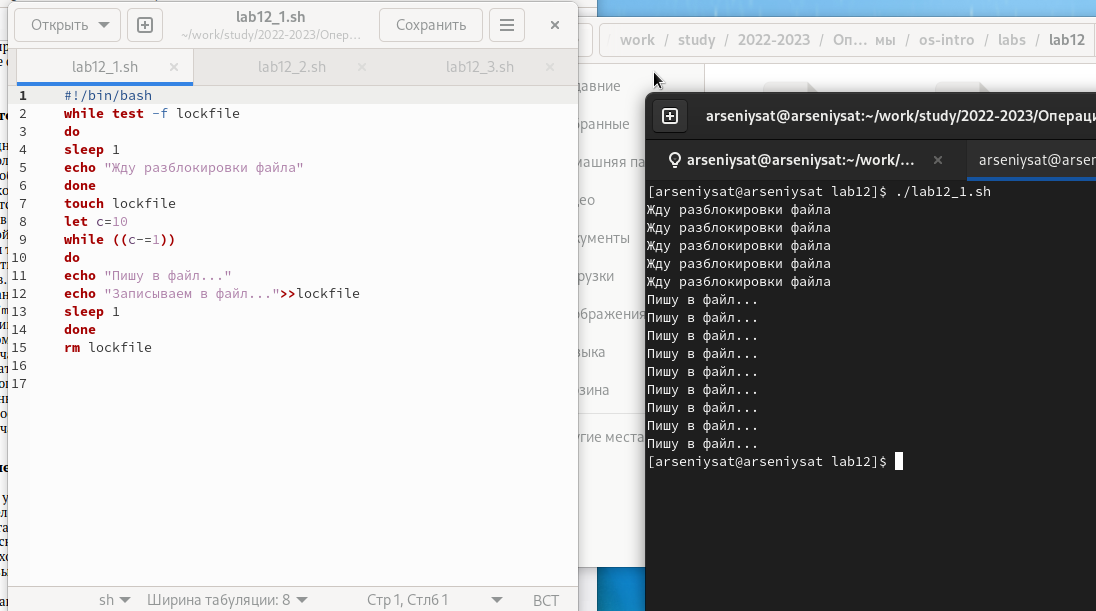 Открыть
lab12_1.sh
~/work/study/2022-2023/Опер...
Сохранить
lab12_1.sh
lab12_2.sh
lab12_3.sh
1 #!/bin/bash
2 while test -f lockfile
3 do
4 sleep 1
5 echo "Жду разблокировки файла"
6 done
7 touch lockfile
8 let c=10
9 while ((c-=1))
10 do
11 echo "Пишу в файл..."
12 echo "Записываем в файл...">>lockfile
13 sleep 1
14 done
15 rm lockfile
16
17
sh
Ширина табуляции: 8
Стр 1, Стлб 1
ВСТ
work / study / 2022-2023 / Оп... мы / os-intro / labs / lab12
arseniysat@arseniysat:~/work/study/2022-2023/Операци
arseniysat@arseniysat:~/work/...
arseniysat@arsen
[arseniysat@arseniysat lab12]$ ./lab12_1.sh
Жду разблокировки файла
Жду разблокировки файла
Жду разблокировки файла
Жду разблокировки файла
Жду разблокировки файла
Пишу в файл...
Пишу в файл...
Пишу в файл...
Пишу в файл...
Пишу в файл...
Пишу в файл...
Пишу в файл...
Пишу в файл...
Пишу в файл...
[arseniysat@arseniysat lab12]$